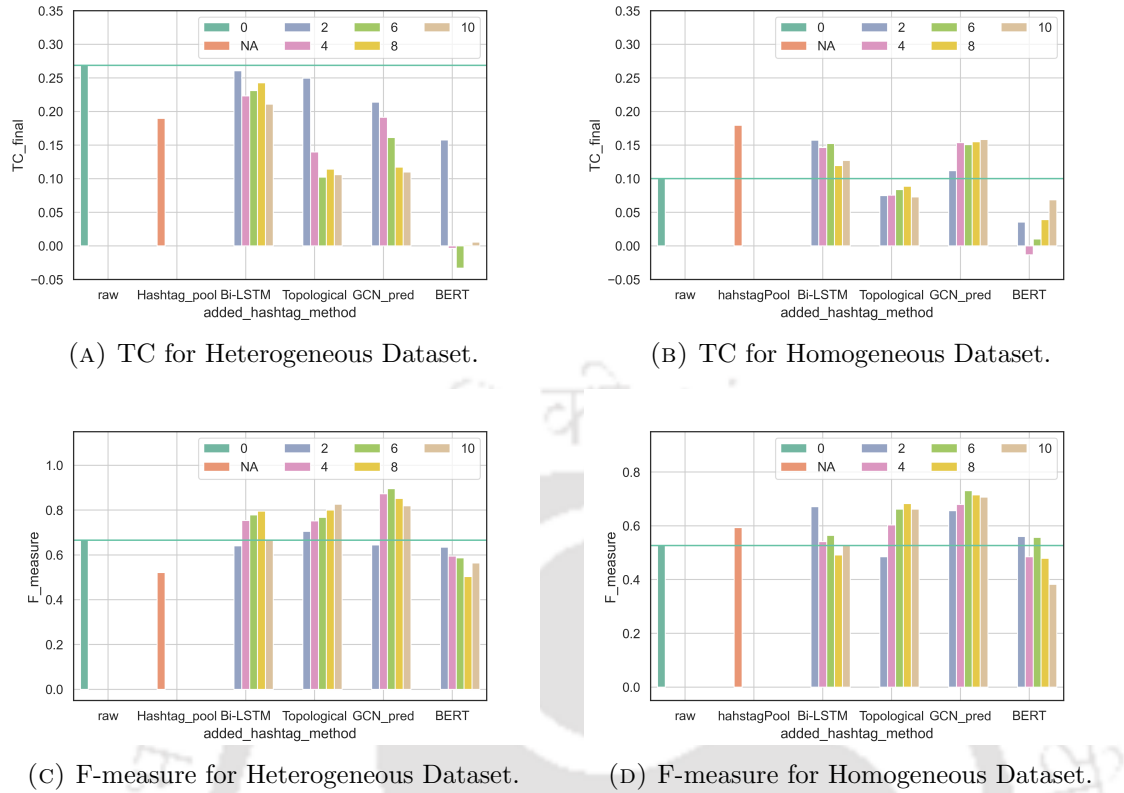 0.35
0.30
0.25
0.20
0.15
0.10
0.05
0.00
−0.05
TC_final
0 2 6 10
NA 4 8
raw Hashtag_pool Bi-LSTM Topological GCN_pred BERT
added_hashtag_method
(A) TC for Heterogeneous Dataset.
0.35
0.30
0.25
0.20
0.15
0.10
0.05
0.00
−0.05
TC_final
0 2 6 10
NA 4 8
raw hahstagPool Bi-LSTM Topological GCN_pred BERT
added_hashtag_method
(B) TC for Homogeneous Dataset.
1.0
0.8
0.6
0.4
0.2
0.0
F_measure
0 2 6 10
NA 4 8
raw Hashtag_pool Bi-LSTM Topological GCN_pred BERT
added_hashtag_method
(C) F-measure for Heterogeneous Dataset.
0.8
0.6
0.4
0.2
0.0
F_measure
0 2 6 10
NA 4 8
raw hahstagPool Bi-LSTM Topological GCN_pred BERT
added_hashtag_method
(D) F-measure for Homogeneous Dataset.